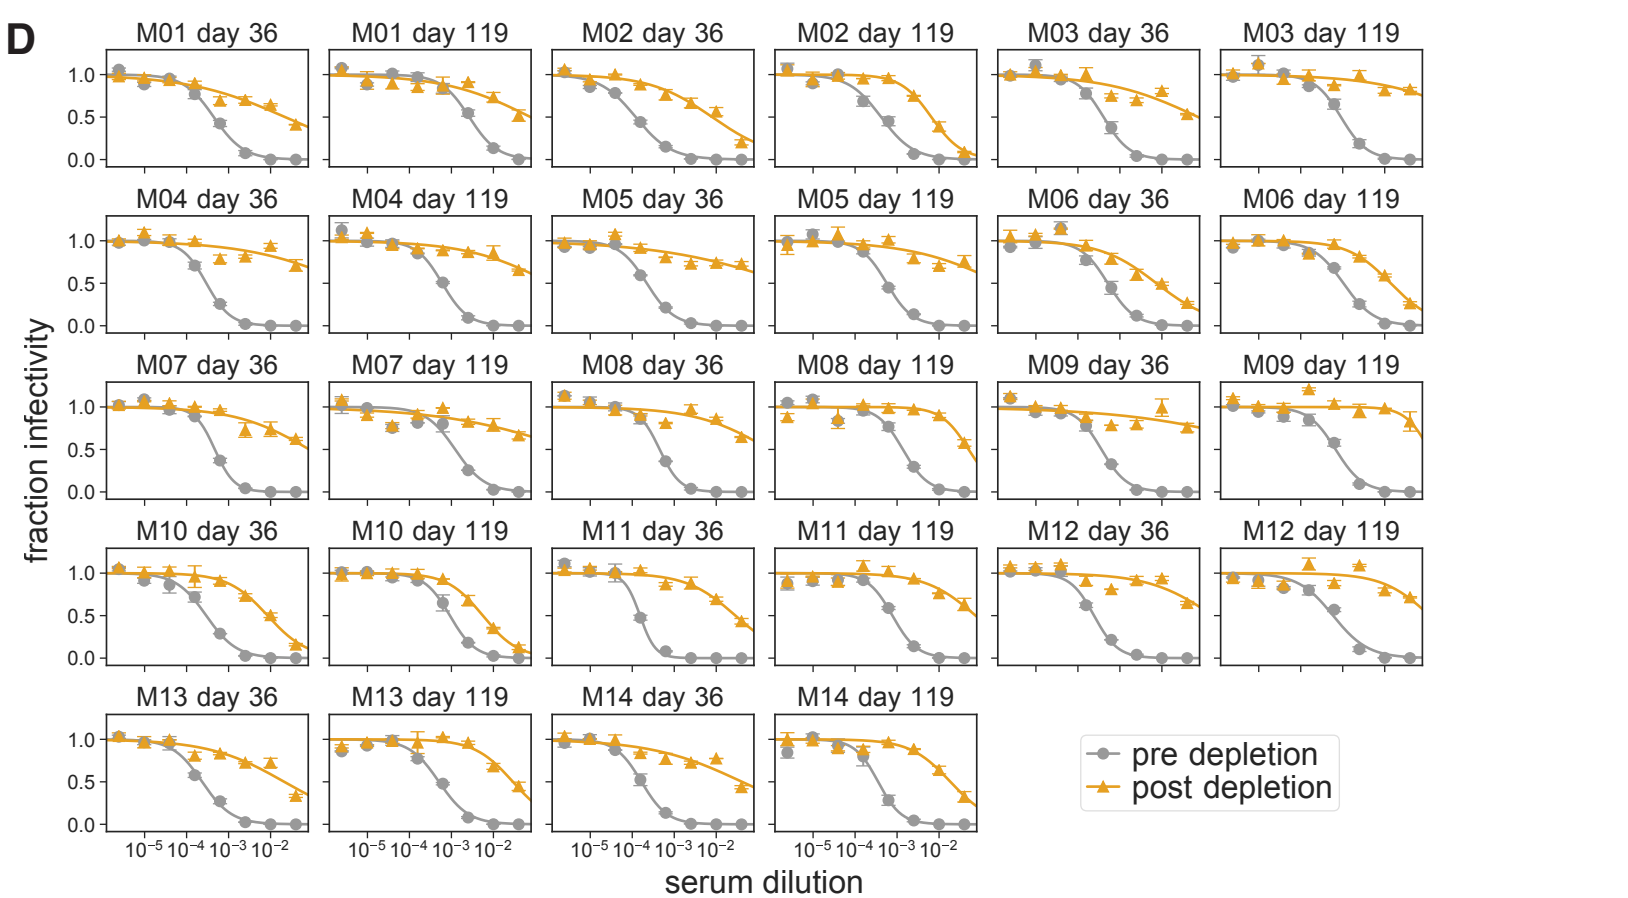 D
M01 day 36 M01 day 119 M02 day 36 M02 day 119 M03 day 36 M03 day 119
1.0
0.5
0.0
M04 day 36 M04 day 119 M05 day 36 M05 day 119 M06 day 36 M06 day 119
1.0
0.5
0.0
M07 day 36 M07 day 119 M08 day 36 M08 day 119 M09 day 36 M09 day 119
1.0
0.5
0.0
fraction infectivity
M10 day 36 M10 day 119 M11 day 36 M11 day 119 M12 day 36 M12 day 119
1.0
0.5
0.0
M13 day 36 M13 day 119 M14 day 36 M14 day 119
1.0
0.5
0.0
pre depletion
post depletion
10⁻⁵ 10⁻⁴ 10⁻³ 10⁻² 10⁻⁵ 10⁻⁴ 10⁻³ 10⁻² 10⁻⁵ 10⁻⁴ 10⁻³ 10⁻² 10⁻⁵ 10⁻⁴ 10⁻³ 10⁻²
serum dilution